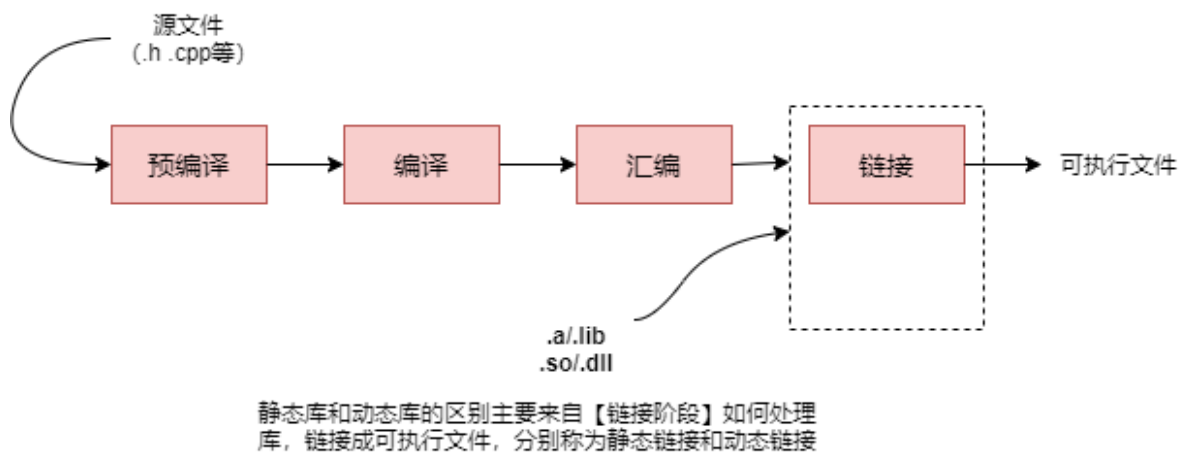 源文件
(.h .cpp等)
预编译
编译
汇编
链接
可执行文件
.a/.lib
.so/.dll
静态库和动态库的区别主要来自【链接阶段】如何处理
库，链接成可执行文件，分别称为静态链接和动态链接